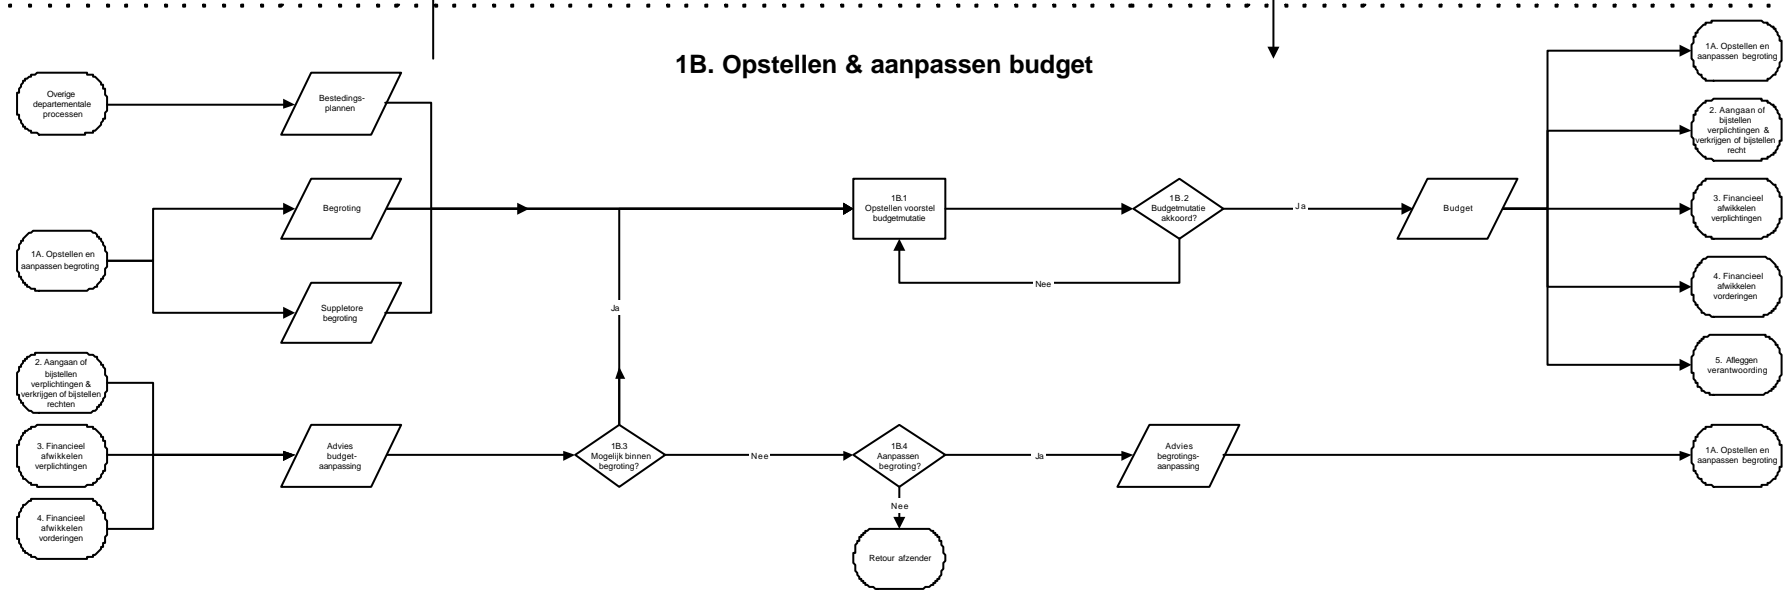 1B. Opstellen & aanpassen budget
Overige
departementale
processen
Bestedings-
plannen
1A. Opstellen en
aanpassen begroting
Begroting
Suppletore
begroting
1B.1
Opstellen voorstel
budgetmutatie
1B.2
Budgetmutatie
akkoord?
Ja
Nee
Budget
1A. Opstellen en
aanpassen begroting
2. Aangaan of
bijstellen
verplichtingen &
verkrijgen of bijstellen
recht
3. Financieel
afwikkelen
verplichtingen
4. Financieel
afwikkelen
vorderingen
5. Afleggen
verantwoording
2. Aangaan of
bijstellen
verplichtingen &
verkrijgen of bijstellen
rechten
3. Financieel
afwikkelen
verplichtingen
4. Financieel
afwikkelen
vorderingen
Advies
budget-
aanpassing
Ja
1B.3
Mogelijk binnen
begroting?
Nee
1B.4
Aanpassen
begroting?
Ja
Advies
begrotings-
aanpassing
1A. Opstellen en
aanpassen begroting
Nee
Retour afzender